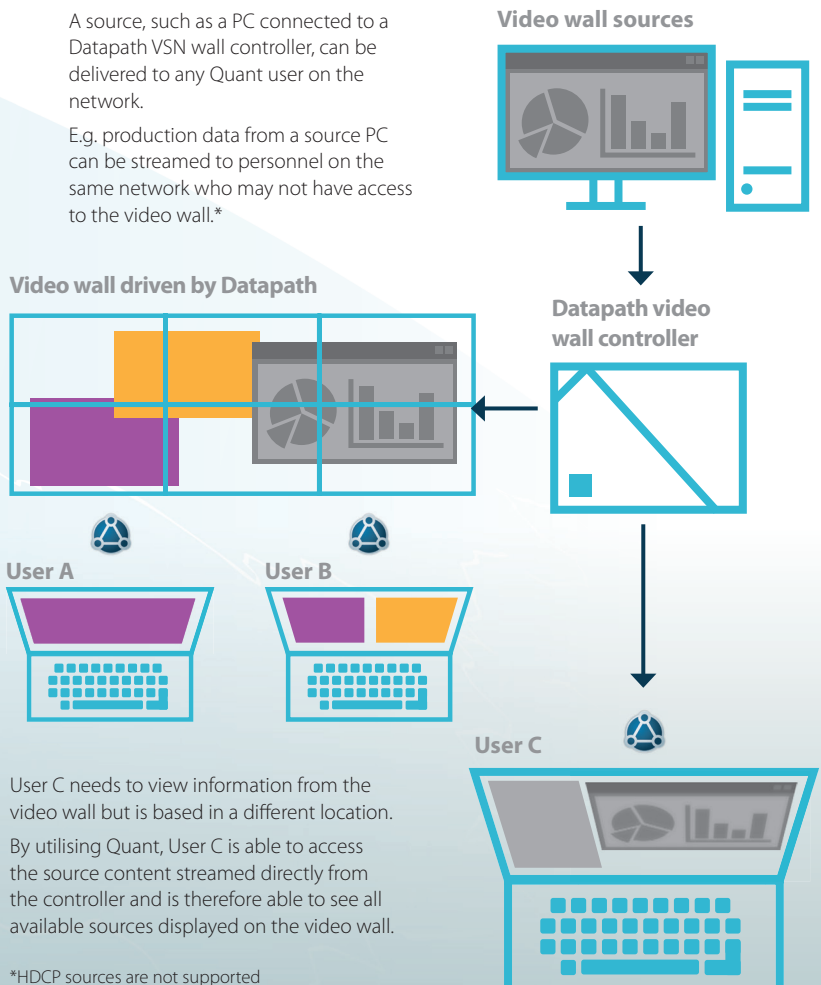 A source, such as a PC connected to a
Datapath VSN wall controller, can be
delivered to any Quant user on the
network.
E.g. production data from a source PC
can be streamed to personnel on the
same network who may not have access
to the video wall.*
Video wall sources
Video wall driven by Datapath
Datapath video
wall controller
User A
User B
User C
User C needs to view information from the
video wall but is based in a different location.
By utilising Quant, User C is able to access
the source content streamed directly from
the controller and is therefore able to see all
available sources displayed on the video wall.
*HDCP sources are not supported